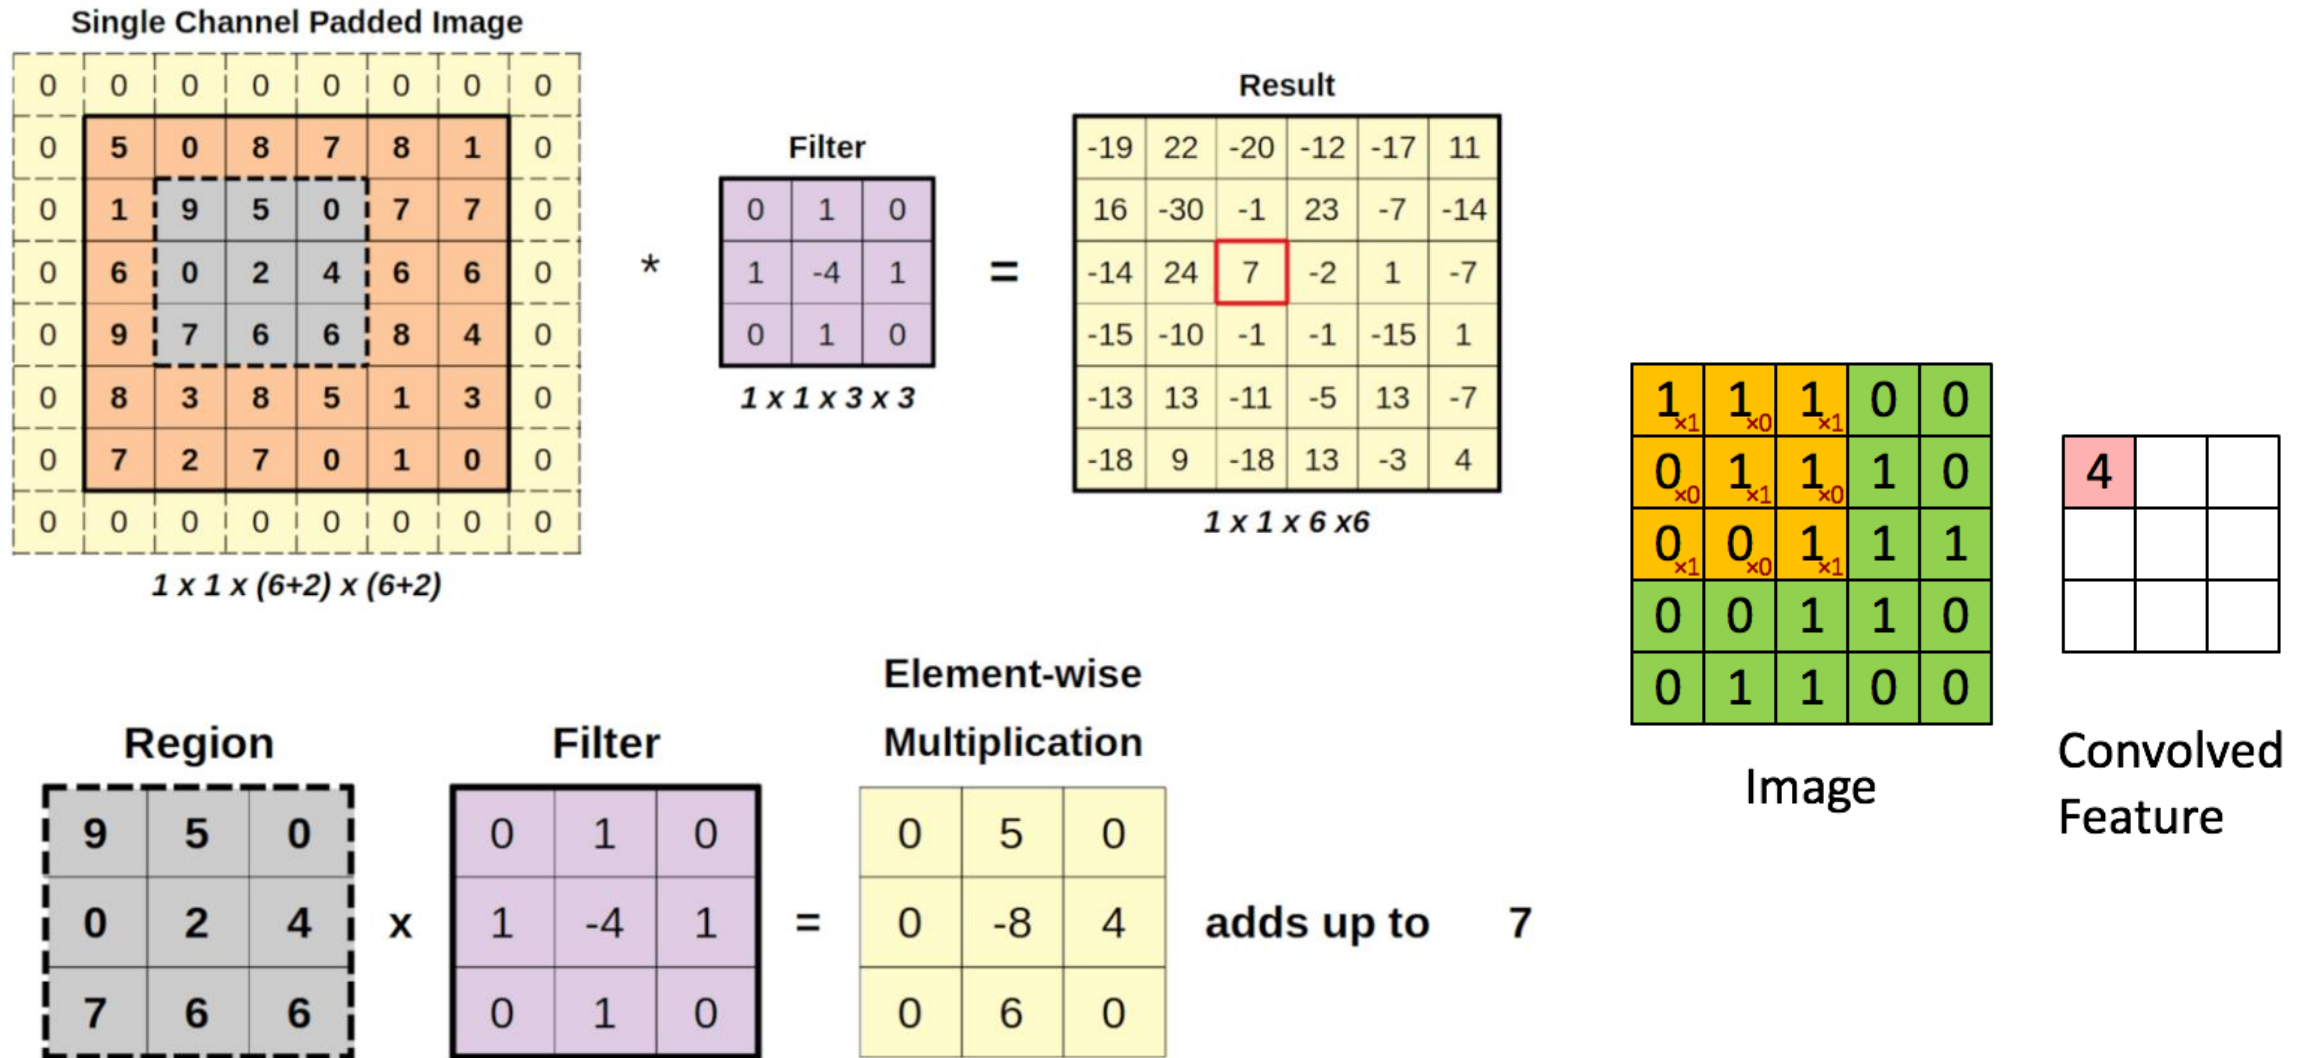 Single Channel Padded Image
0 0 0 0 0 0 0 0
0 5 0 8 7 8 1 0
0 1 9 5 0 7 7 0
0 6 0 2 4 6 6 0
0 9 7 6 6 8 4 0
0 8 3 8 5 1 3 0
0 7 2 7 0 1 0 0
0 0 0 0 0 0 0 0
1 x 1 x (6+2) x (6+2)
*
Filter
0 1 0
1 -4 1
0 1 0
1 x 1 x 3 x 3
=
Result
-19 22 -20 -12 -17 11
16 -30 -1 23 -7 -14
-14 24 7 -2 1 -7
-15 -10 -1 -1 -15 1
-13 13 -11 -5 13 -7
-18 9 -18 13 -3 4
1 x 1 x 6 x6
1×1 1×0 1×1 0 0
0×0 1×1 1×0 1 0
0×1 0×0 1×1 1 1
0 0 1 1 0
0 1 1 0 0
Image
4
Convolved
Feature
Region
9 5 0
0 2 4
7 6 6
x
Filter
0 1 0
1 -4 1
0 1 0
=
Element-wise
Multiplication
0 5 0
0 -8 4
0 6 0
adds up to 7